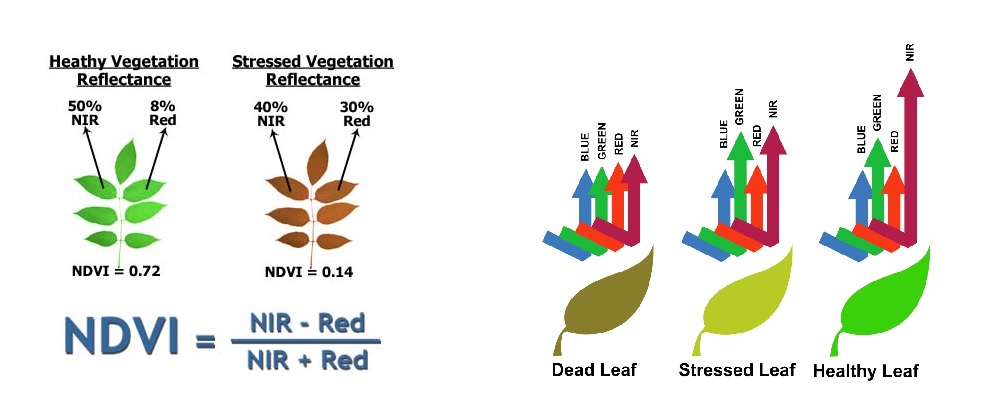 Heathy Vegetation
Reflectance
50%
NIR
8%
Red
NDVI = 0.72
Stressed Vegetation
Reflectance
40%
NIR
30%
Red
NDVI = 0.14
NDVI =
NIR - Red
NIR + Red
BLUE
GREEN
RED
NIR
Dead Leaf
BLUE
GREEN
RED
NIR
Stressed Leaf
BLUE
GREEN
RED
NIR
Healthy Leaf